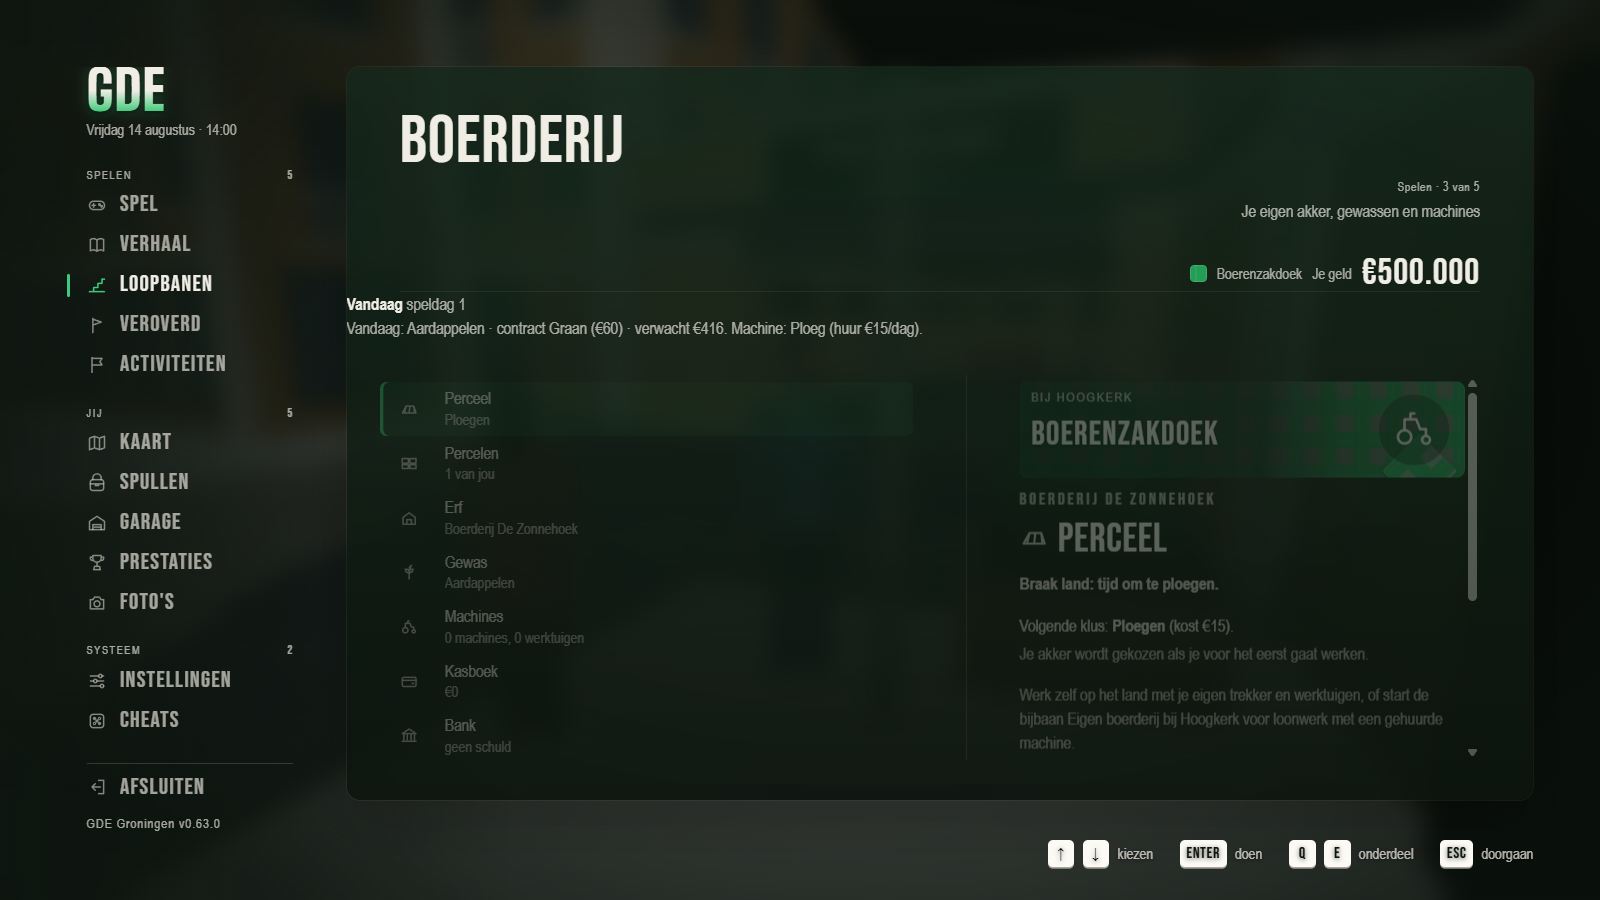 GDE
Vrijdag 14 augustus · 14:00
SPELEN 5
SPEL
VERHAAL
LOOPBANEN
VEROVERD
ACTIVITEITEN
JIJ 5
KAART
SPULLEN
GARAGE
PRESTATIES
FOTO'S
SYSTEEM 2
INSTELLINGEN
CHEATS
AFSLUITEN
GDE Groningen v0.63.0
BOERDERIJ
Spelen · 3 van 5
Je eigen akker, gewassen en machines
Boerenzakdoek Je geld €500.000
Vandaag speldag 1
Vandaag: Aardappelen · contract Graan (€60) · verwacht €416. Machine: Ploeg (huur €15/dag).
Perceel
Ploegen
Percelen
1 van jou
Erf
Boerderij De Zonnehoek
Gewas
Aardappelen
Machines
0 machines, 0 werktuigen
Kasboek
€0
Bank
geen schuld
BIJ HOOGKERK
BOERENZAKDOEK
BOERDERIJ DE ZONNEHOEK
PERCEEL
Braak land: tijd om te ploegen.
Volgende klus: Ploegen (kost €15).
Je akker wordt gekozen als je voor het eerst gaat werken.
Werk zelf op het land met je eigen trekker en werktuigen, of start de
bijbaan Eigen boerderij bij Hoogkerk voor loonwerk met een gehuurde
machine.
↑ ↓ kiezen ENTER doen Q E onderdeel ESC doorgaan